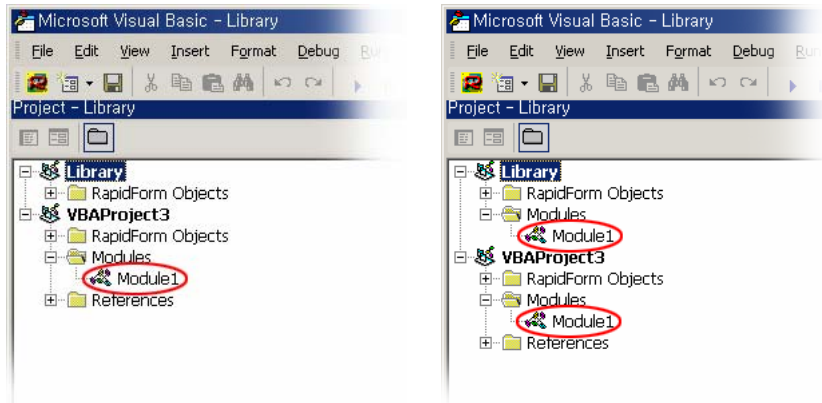 Microsoft Visual Basic - Library
File Edit View Insert Format Debug Run
Project - Library
Library
RapidForm Objects
VBAProject3
RapidForm Objects
Modules
Module1
References
Microsoft Visual Basic - Library
File Edit View Insert Format Debug Run
Project - Library
Library
RapidForm Objects
Modules
Module1
VBAProject3
RapidForm Objects
Modules
Module1
References